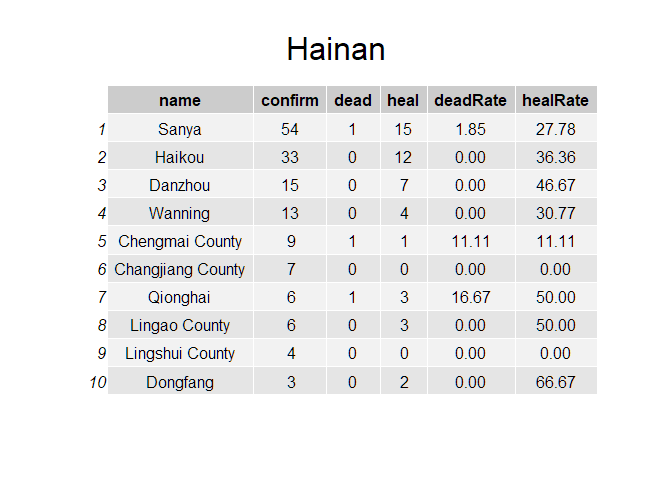 Hainan
name confirm dead heal deadRate healRate
1 Sanya 54 1 15 1.85 27.78
2 Haikou 33 0 12 0.00 36.36
3 Danzhou 15 0 7 0.00 46.67
4 Wanning 13 0 4 0.00 30.77
5 Chengmai County 9 1 1 11.11 11.11
6 Changjiang County 7 0 0 0.00 0.00
7 Qionghai 6 1 3 16.67 50.00
8 Lingao County 6 0 3 0.00 50.00
9 Lingshui County 4 0 0 0.00 0.00
10 Dongfang 3 0 2 0.00 66.67